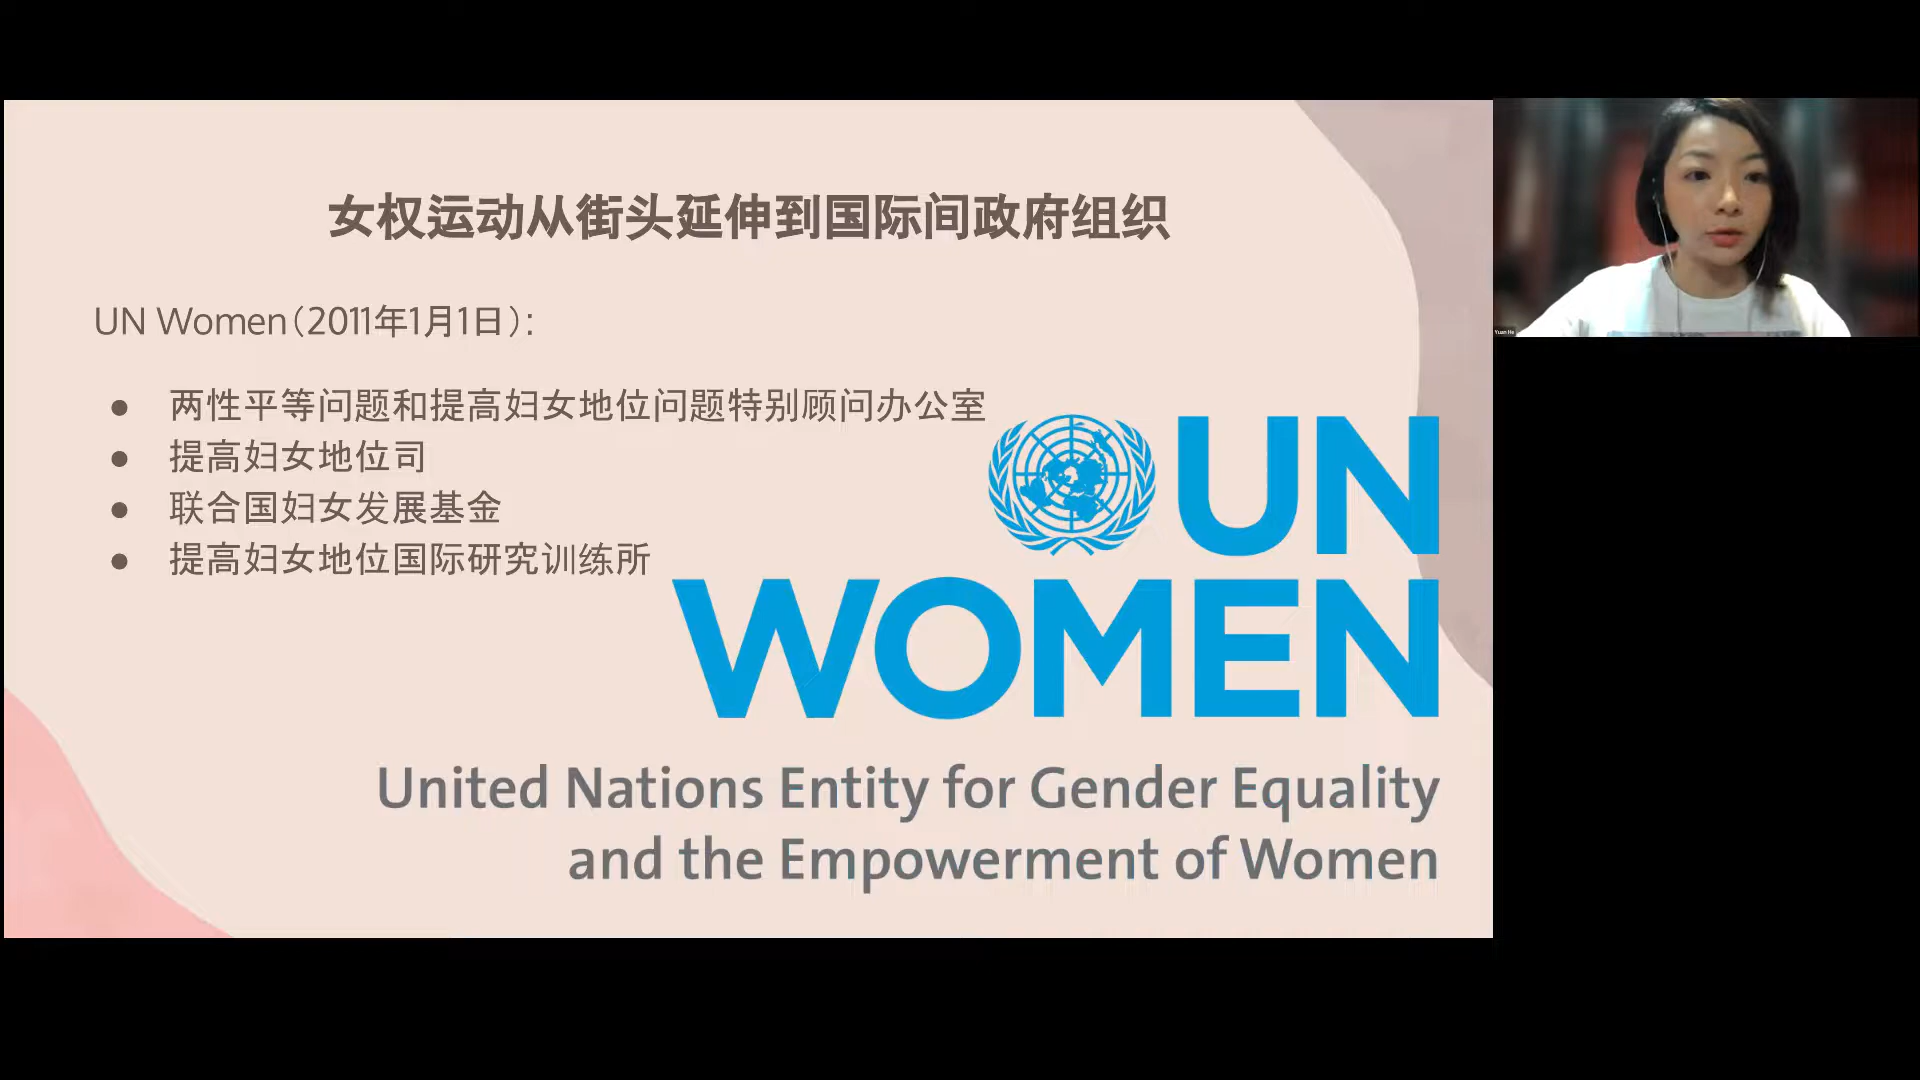 女权运动从街头延伸到国际间政府组织
UN Women(2011年1月1日):
● 两性平等问题和提高妇女地位问题特别顾问办公室
● 提高妇女地位司
● 联合国妇女发展基金
● 提高妇女地位国际研究训练所
UN
WOMEN
United Nations Entity for Gender Equality
and the Empowerment of Women
Yuan He